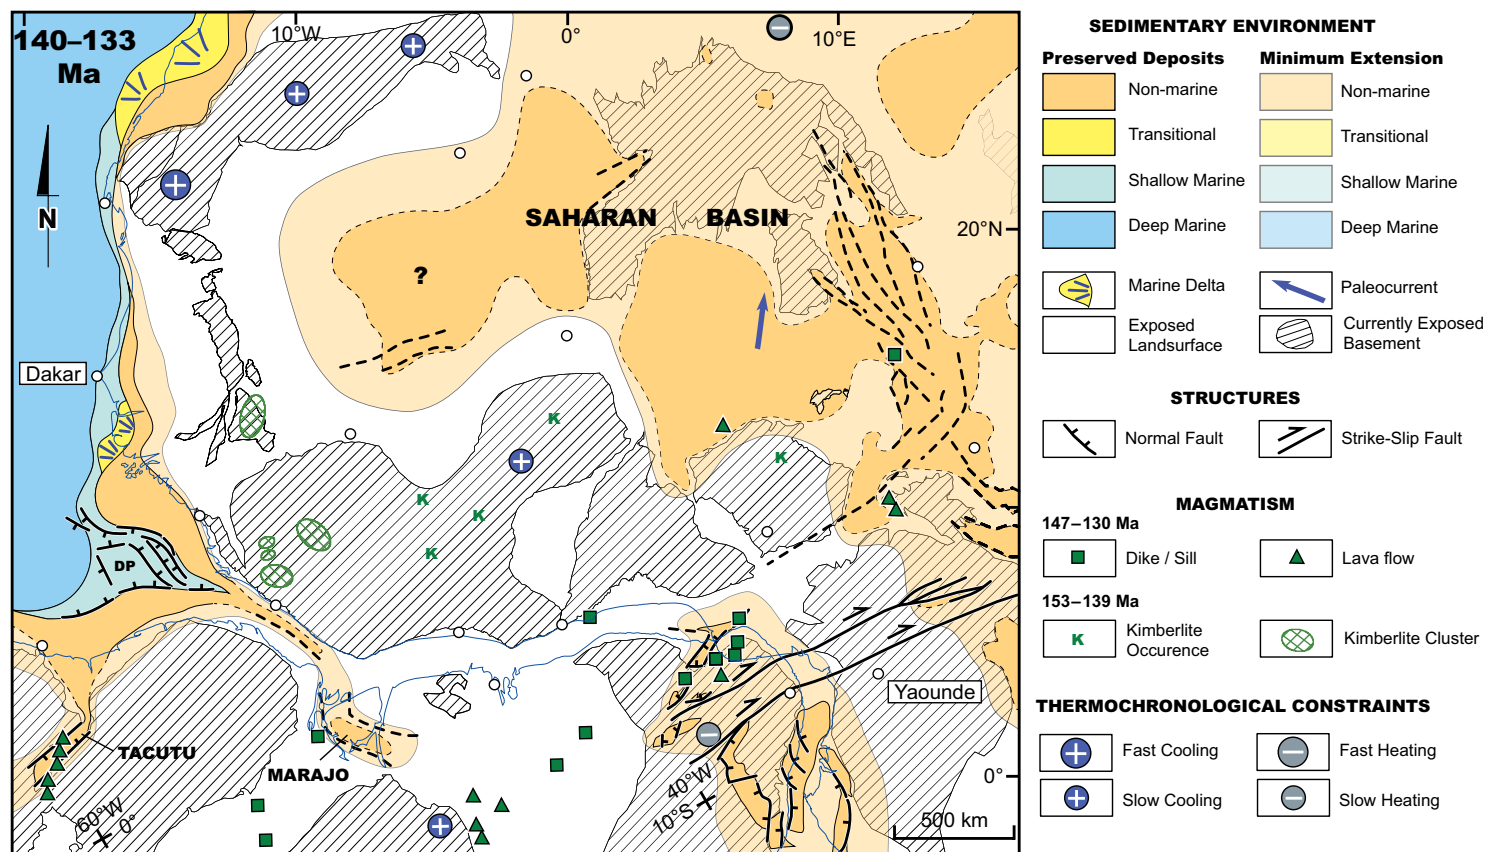 140–133
Ma
10°W
0°
10°E
N
SAHARAN BASIN
20°N
?
Dakar
K
K
K
K
K
DP
Yaounde
TACUTU
MARAJO
0°
40°W
10°S
60°W
0°
500 km
SEDIMENTARY ENVIRONMENT
Preserved Deposits
Minimum Extension
Non-marine
Non-marine
Transitional
Transitional
Shallow Marine
Shallow Marine
Deep Marine
Deep Marine
Marine Delta
Paleocurrent
Exposed
Landsurface
Currently Exposed
Basement
STRUCTURES
Normal Fault
Strike-Slip Fault
MAGMATISM
147–130 Ma
Dike / Sill
Lava flow
153–139 Ma
K
Kimberlite
Occurence
Kimberlite Cluster
THERMOCHRONOLOGICAL CONSTRAINTS
Fast Cooling
Fast Heating
Slow Cooling
Slow Heating